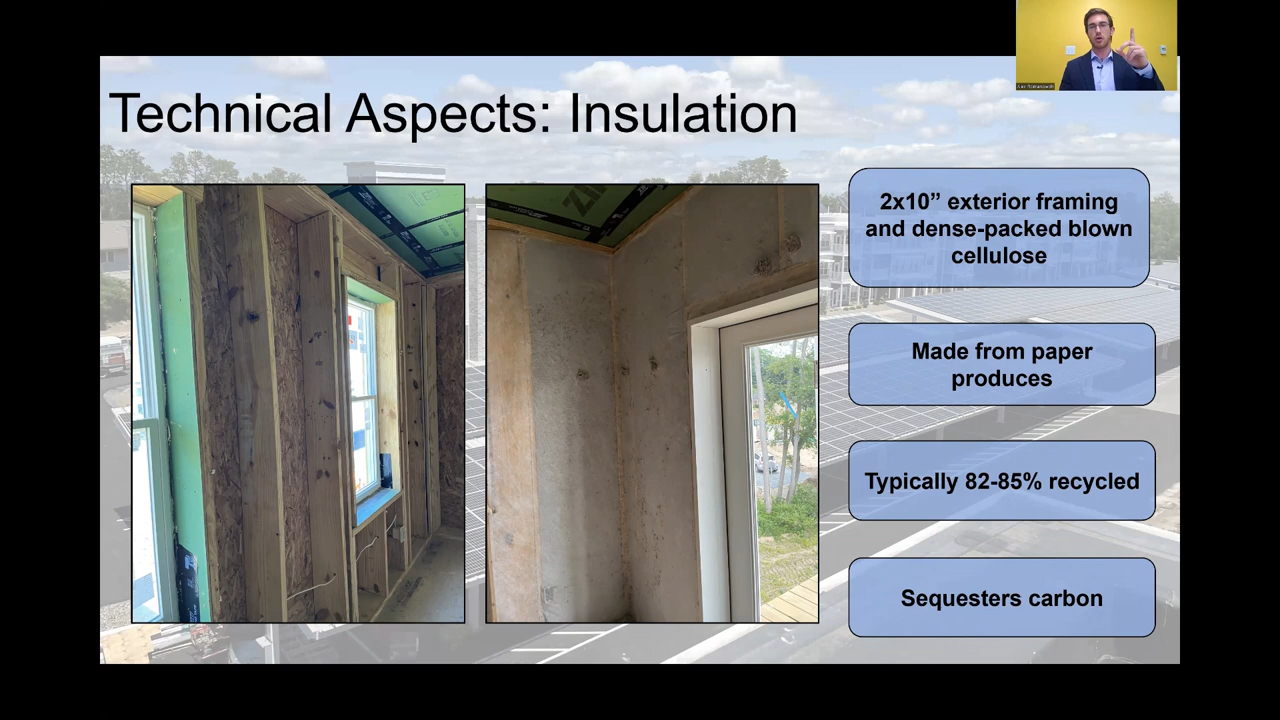 Technical Aspects: Insulation
2x10” exterior framing
and dense-packed blown
cellulose
Made from paper
produces
Typically 82-85% recycled
Sequesters carbon